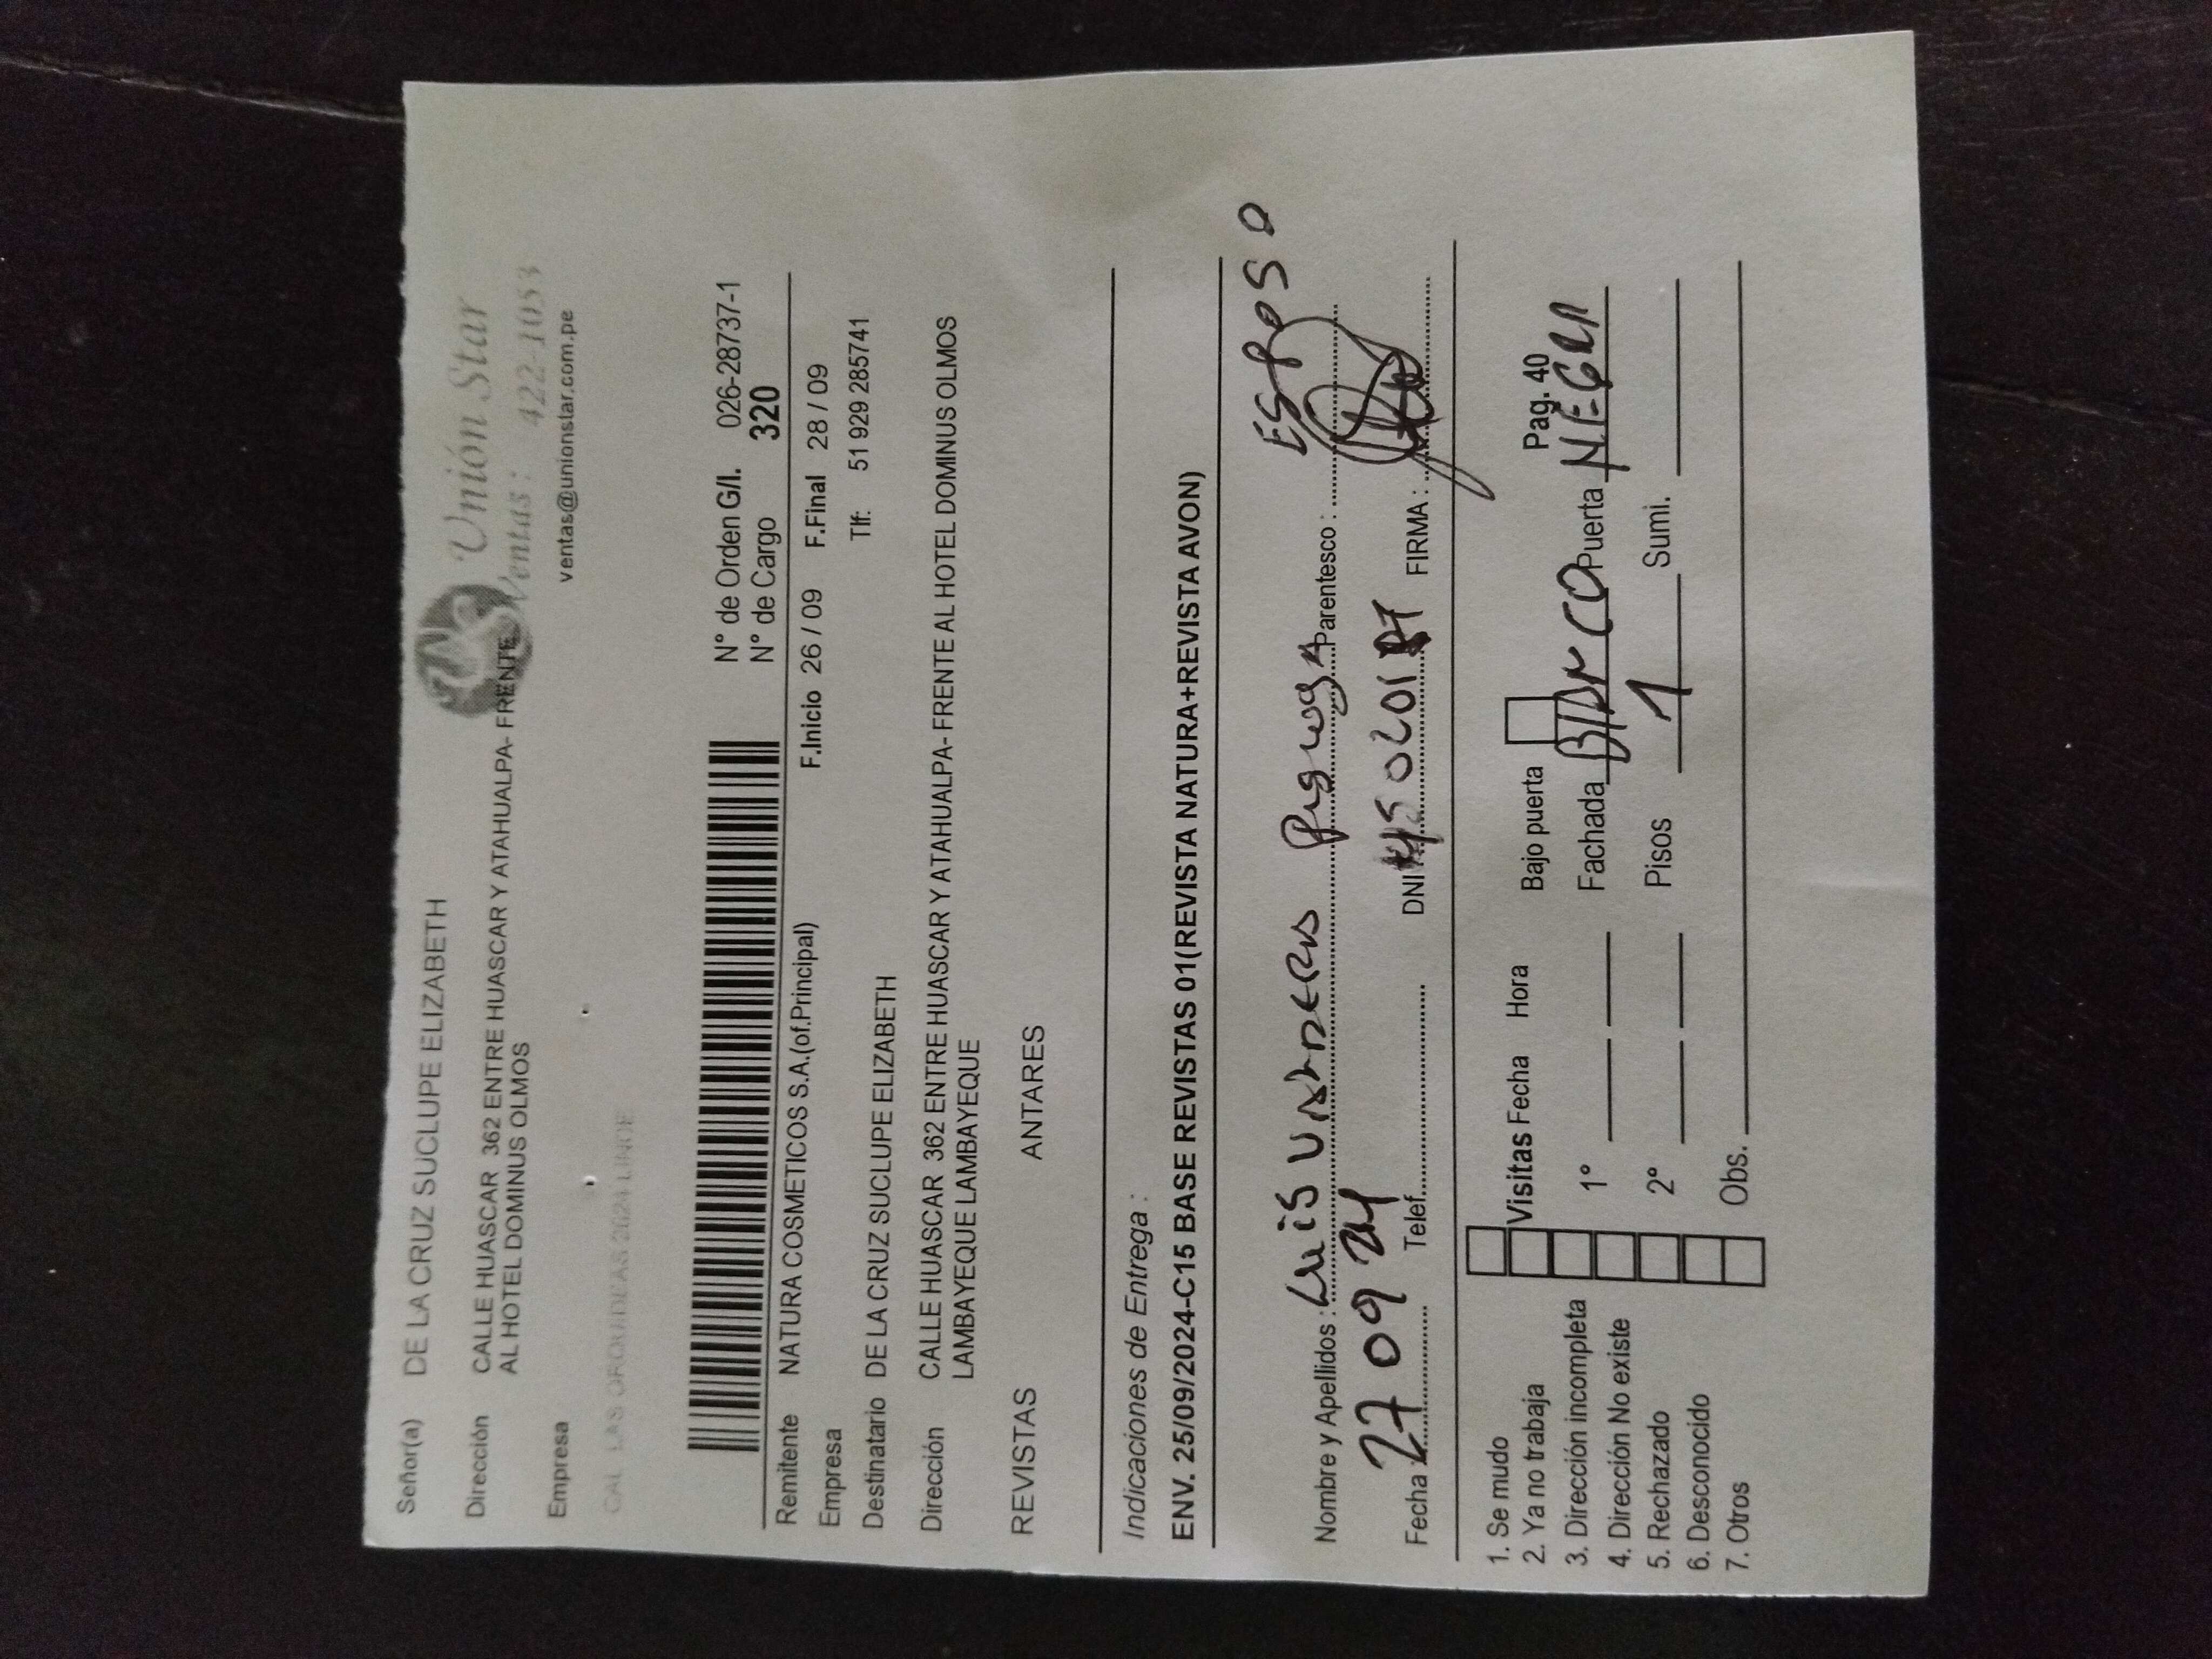 Señor(a) DE LA CRUZ SUCLUPE ELIZABETH
Unión Star
Dirección CALLE HUASCAR 362 ENTRE HUASCAR Y ATAHUALPA- FRENTE
AL HOTEL DOMINUS OLMOS
Ventas : 422-1053
Empresa
ventas@unionstar.com.pe
CAL. LAS 2024 LINCE
N° de Orden G/I. 026-28737-1
N° de Cargo 320
Remitente NATURA COSMETICOS S.A.(of.Principal) F.Inicio 26 / 09 F.Final 28 / 09
Empresa Tlf: 51 929 285741
Destinatario DE LA CRUZ SUCLUPE ELIZABETH
Dirección CALLE HUASCAR 362 ENTRE HUASCAR Y ATAHUALPA- FRENTE AL HOTEL DOMINUS OLMOS
LAMBAYEQUE LAMBAYEQUE
REVISTAS ANTARES
Indicaciones de Entrega :
ENV. 25/09/2024-C15 BASE REVISTAS 01(REVISTA NATURA+REVISTA AVON)
Nombre y Apellidos : Luis Parentesco : ESPOSO
Fecha 27 09 24 Telef. DNI FIRMA :
1. Se mudo
2. Ya no trabaja Visitas Fecha Hora Bajo puerta Pag. 40
3. Dirección incompleta 1° Fachada BlAnCO Puerta NEGRA
4. Dirección No existe
5. Rechazado 2° Pisos 1 Sumi.
6. Desconocido
7. Otros Obs.